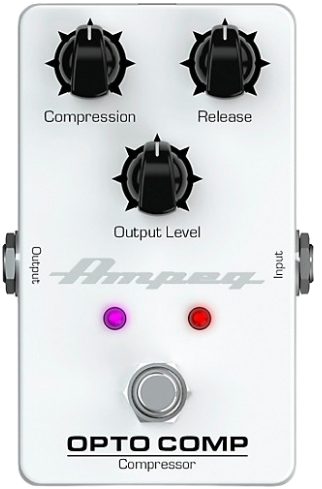 Compression
Release
Output Level
Output
Input
Ampeg
OPTO COMP
Compressor